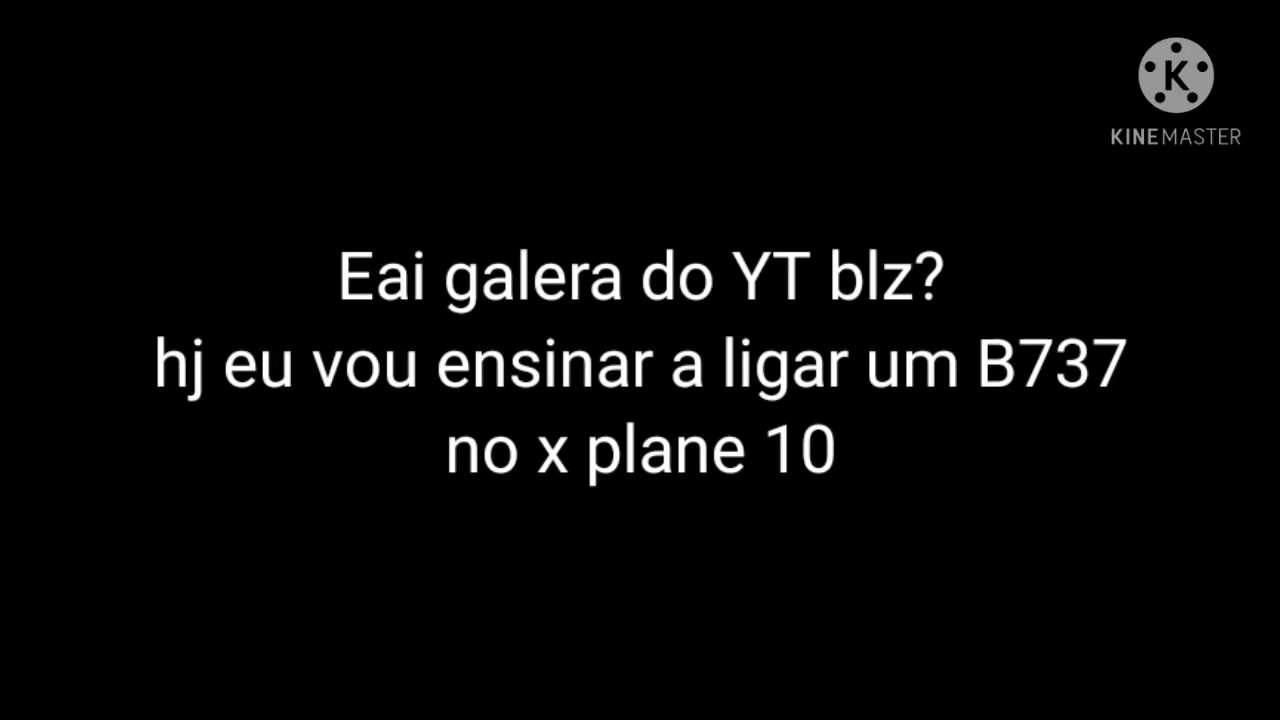 K
KINEMASTER
Eai galera do YT blz?
hj eu vou ensinar a ligar um B737
no x plane 10